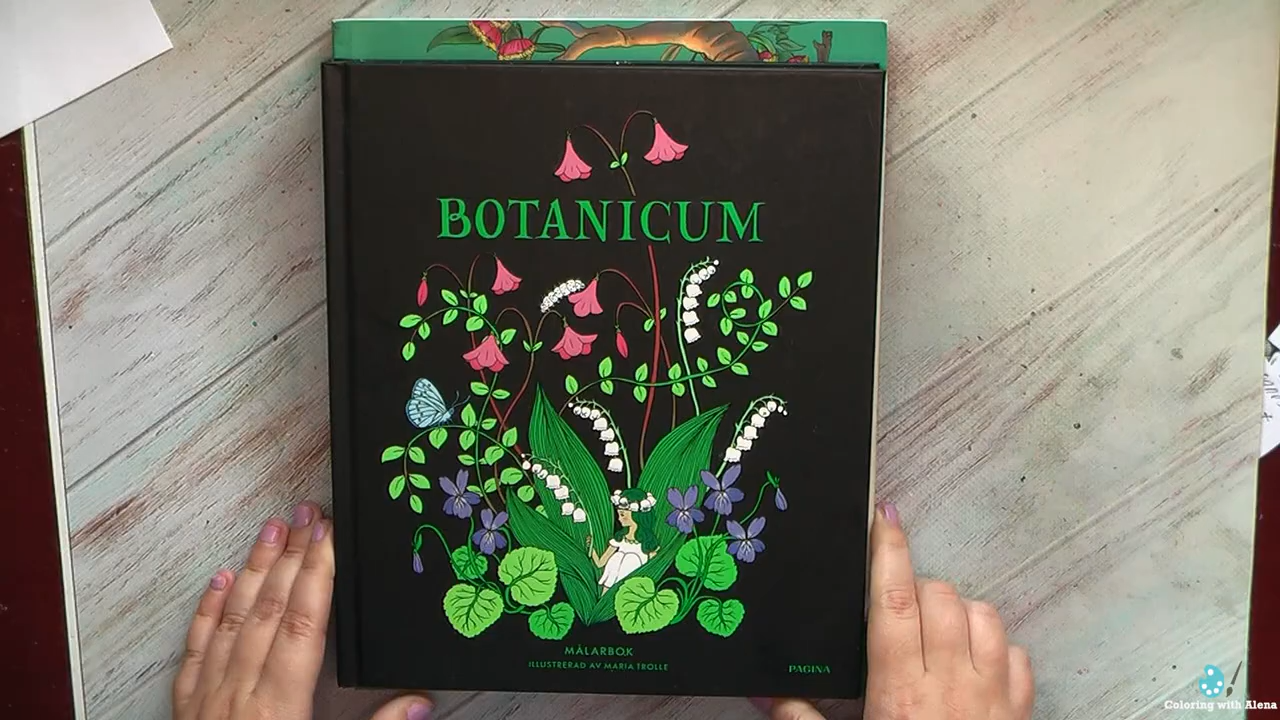 BOTANICUM
MÅLARBOK
ILLUSTRERAD AV MARIA TROLLE
PAGINA
Coloring with Alena